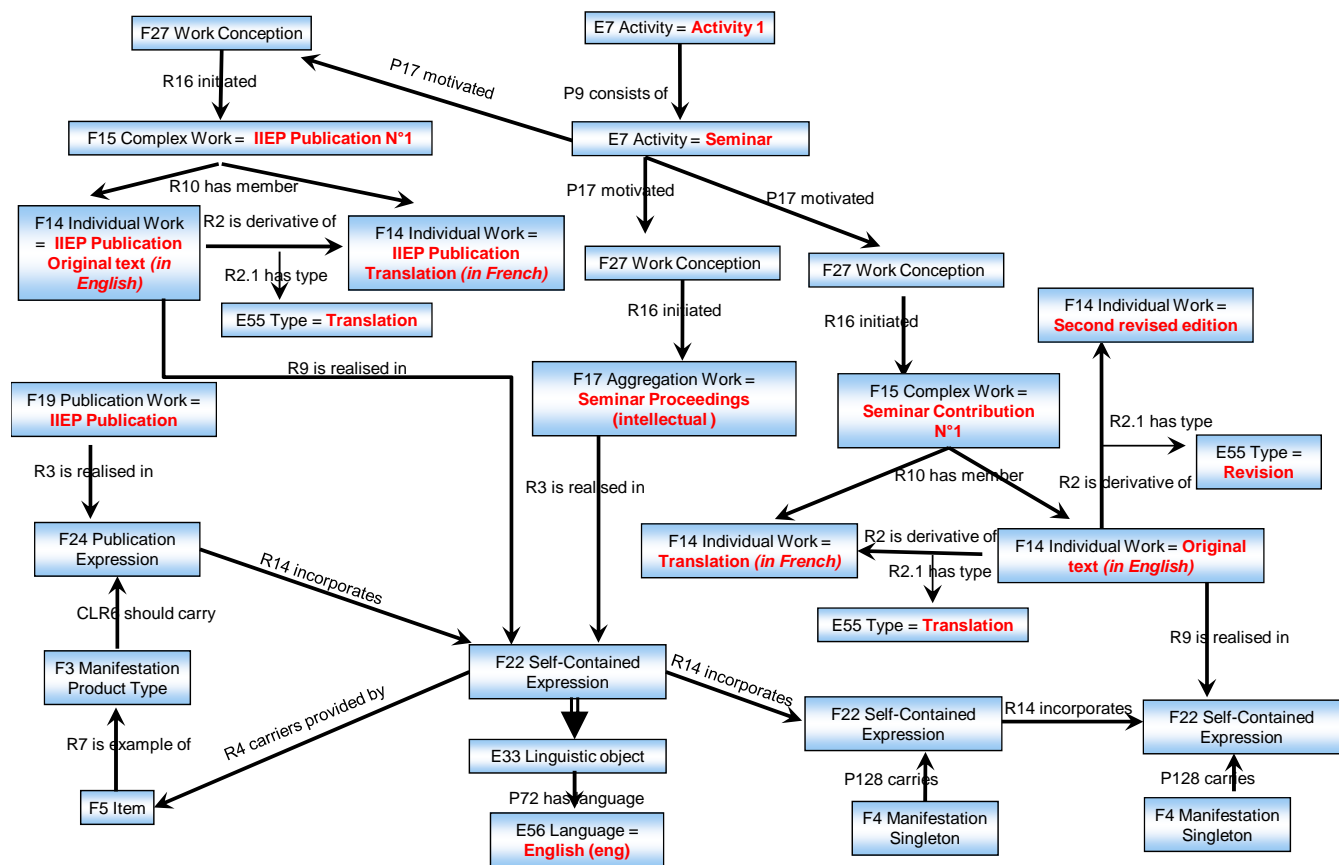 F27 Work Conception
E7 Activity = Activity 1
R16 initiated
P17 motivated
P9 consists of
F15 Complex Work = IIEP Publication N°1
E7 Activity = Seminar
R10 has member
P17 motivated
P17 motivated
F14 Individual Work
= IIEP Publication
Original text (in
English)
R2 is derivative of
F14 Individual Work =
IIEP Publication
Translation (in French)
R2.1 has type
E55 Type = Translation
F27 Work Conception
F27 Work Conception
R16 initiated
R16 initiated
F14 Individual Work =
Second revised edition
R9 is realised in
F19 Publication Work =
IIEP Publication
F17 Aggregation Work =
Seminar Proceedings
(intellectual )
F15 Complex Work =
Seminar Contribution
N°1
R2.1 has type
E55 Type =
Revision
R3 is realised in
R3 is realised in
R10 has member
R2 is derivative of
F24 Publication
Expression
R14 incorporates
F14 Individual Work =
Translation (in French)
R2 is derivative of
R2.1 has type
F14 Individual Work = Original
text (in English)
CLR6 should carry
E55 Type = Translation
R9 is realised in
F3 Manifestation
Product Type
F22 Self-Contained
Expression
R14 incorporates
R4 carriers provided by
R7 is example of
F22 Self-Contained
Expression
R14 incorporates
F22 Self-Contained
Expression
E33 Linguistic object
P72 has language
P128 carries
P128 carries
F5 Item
E56 Language =
English (eng)
F4 Manifestation
Singleton
F4 Manifestation
Singleton